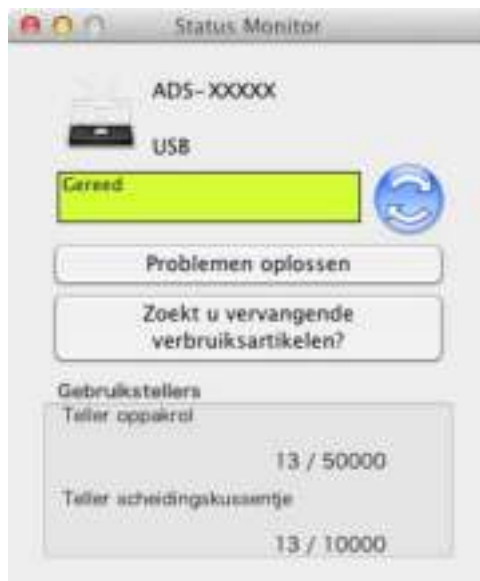 Status Monitor
ADS-XXXXX
USB
Gereed
Problemen oplossen
Zoekt u vervangende
verbruiksartikelen?
Gebruikstellers
Teller oppakrol
13 / 50000
Teller scheidingskussentje
13 / 10000